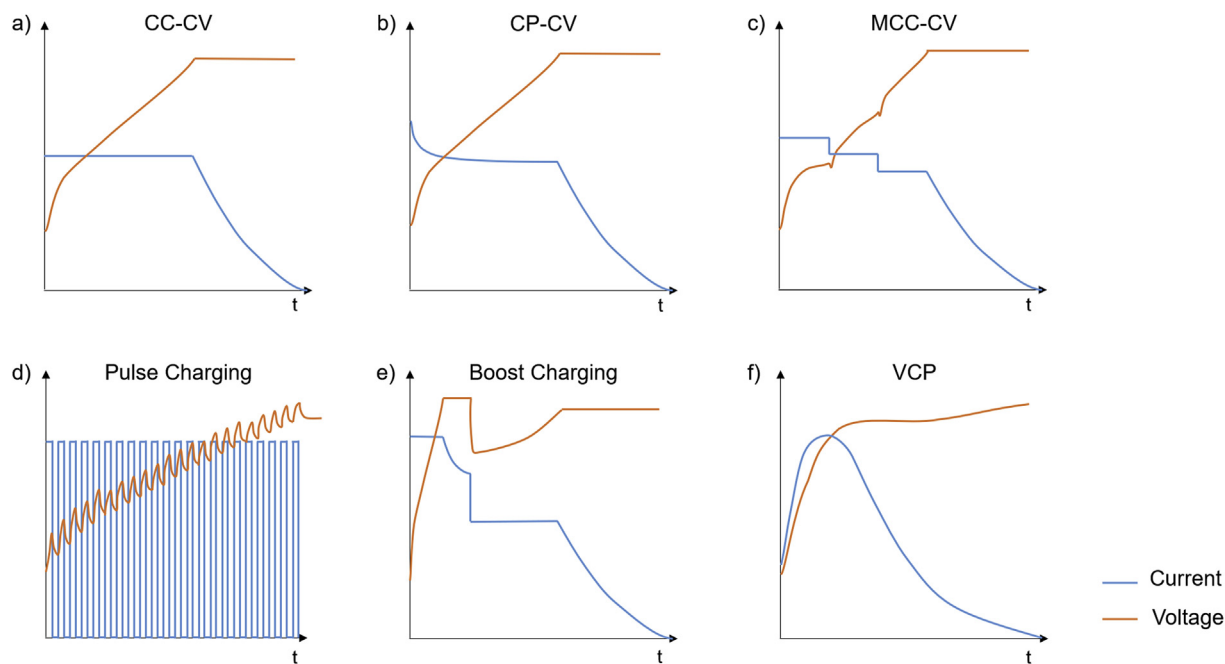 a) CC-CV
b) CP-CV
c) MCC-CV
t
t
t
d) Pulse Charging
e) Boost Charging
f) VCP
Current
Voltage
t
t
t